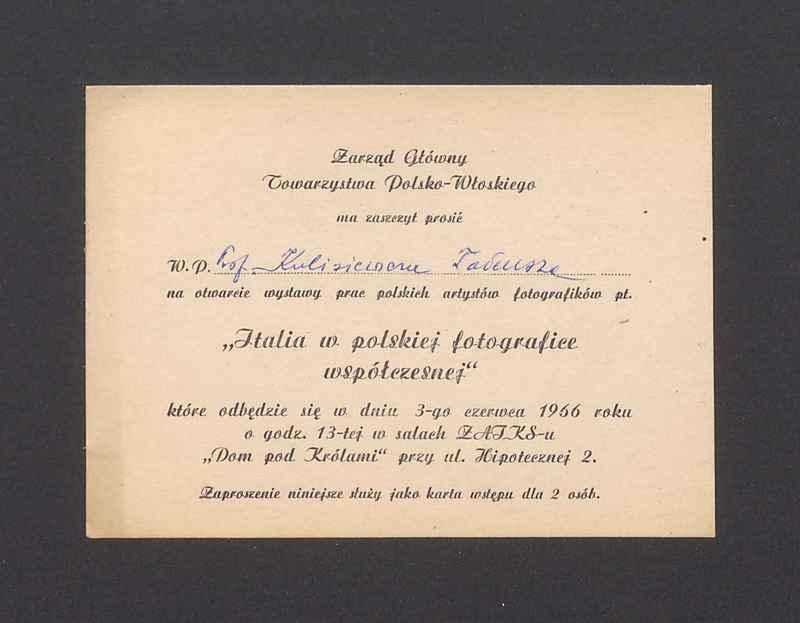 Zarząd Główny
Towarzystwa Polsko-Włoskiego
ma zaszczyt prosić
W. P. Prof. Kulisiewicza Tadeusza
na otwarcie wystawy prac polskich artystów fotografików pt.
„Italia w polskiej fotografice
współczesnej“
które odbędzie się w dniu 3-go czerwca 1966 roku
o godz. 13-tej w salach ZAIKS-u
„Dom pod Królami“ przy ul. Hipotecznej 2.
Zaproszenie niniejsze służy jako karta wstępu dla 2 osób.